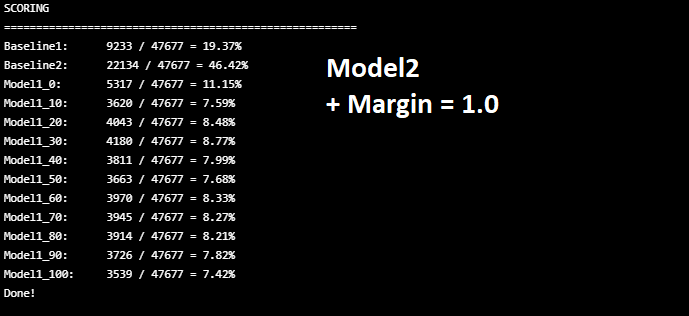 SCORING
=======================================================
Baseline1: 9233 / 47677 = 19.37%
Baseline2: 22134 / 47677 = 46.42%
Model1_0: 5317 / 47677 = 11.15%
Model1_10: 3620 / 47677 = 7.59%
Model1_20: 4043 / 47677 = 8.48%
Model1_30: 4180 / 47677 = 8.77%
Model1_40: 3811 / 47677 = 7.99%
Model1_50: 3663 / 47677 = 7.68%
Model1_60: 3970 / 47677 = 8.33%
Model1_70: 3945 / 47677 = 8.27%
Model1_80: 3914 / 47677 = 8.21%
Model1_90: 3726 / 47677 = 7.82%
Model1_100: 3539 / 47677 = 7.42%
Done!
Model2
+ Margin = 1.0